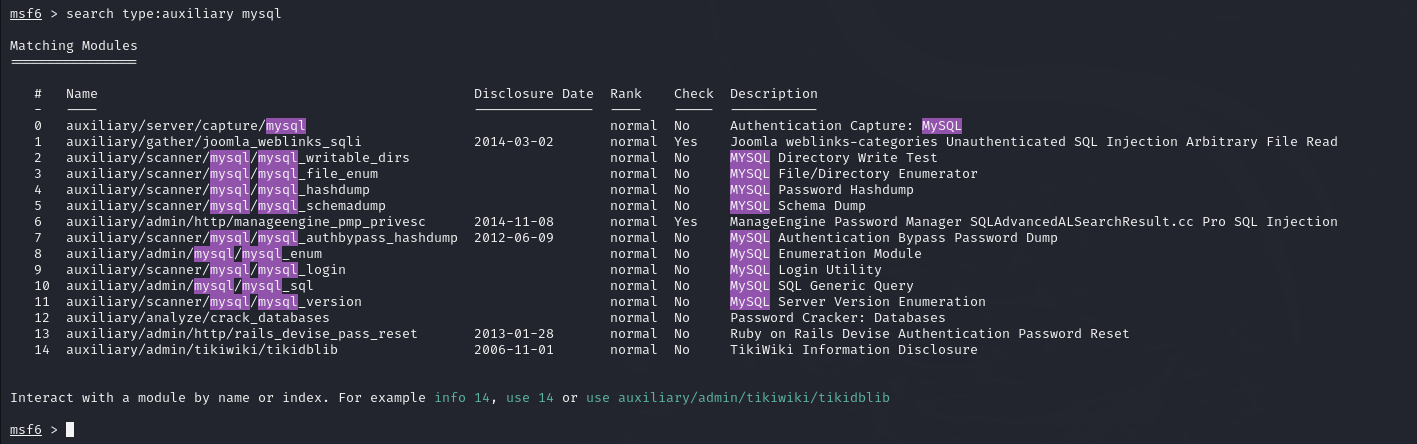 msf6 > search type:auxiliary mysql
Matching Modules
================
# Name Disclosure Date Rank Check Description
- ---- --------------- ---- ----- -----------
0 auxiliary/server/capture/mysql normal No Authentication Capture: MySQL
1 auxiliary/gather/joomla_weblinks_sqli 2014-03-02 normal Yes Joomla weblinks-categories Unauthenticated SQL Injection Arbitrary File Read
2 auxiliary/scanner/mysql/mysql_writable_dirs normal No MYSQL Directory Write Test
3 auxiliary/scanner/mysql/mysql_file_enum normal No MYSQL File/Directory Enumerator
4 auxiliary/scanner/mysql/mysql_hashdump normal No MYSQL Password Hashdump
5 auxiliary/scanner/mysql/mysql_schemadump normal No MYSQL Schema Dump
6 auxiliary/admin/http/manageengine_pmp_privesc 2014-11-08 normal Yes ManageEngine Password Manager SQLAdvancedALSearchResult.cc Pro SQL Injection
7 auxiliary/scanner/mysql/mysql_authbypass_hashdump 2012-06-09 normal No MySQL Authentication Bypass Password Dump
8 auxiliary/admin/mysql/mysql_enum normal No MySQL Enumeration Module
9 auxiliary/scanner/mysql/mysql_login normal No MySQL Login Utility
10 auxiliary/admin/mysql/mysql_sql normal No MySQL SQL Generic Query
11 auxiliary/scanner/mysql/mysql_version normal No MySQL Server Version Enumeration
12 auxiliary/analyze/crack_databases normal No Password Cracker: Databases
13 auxiliary/admin/http/rails_devise_pass_reset 2013-01-28 normal No Ruby on Rails Devise Authentication Password Reset
14 auxiliary/admin/tikiwiki/tikidblib 2006-11-01 normal No TikiWiki Information Disclosure
Interact with a module by name or index. For example info 14, use 14 or use auxiliary/admin/tikiwiki/tikidblib
msf6 >